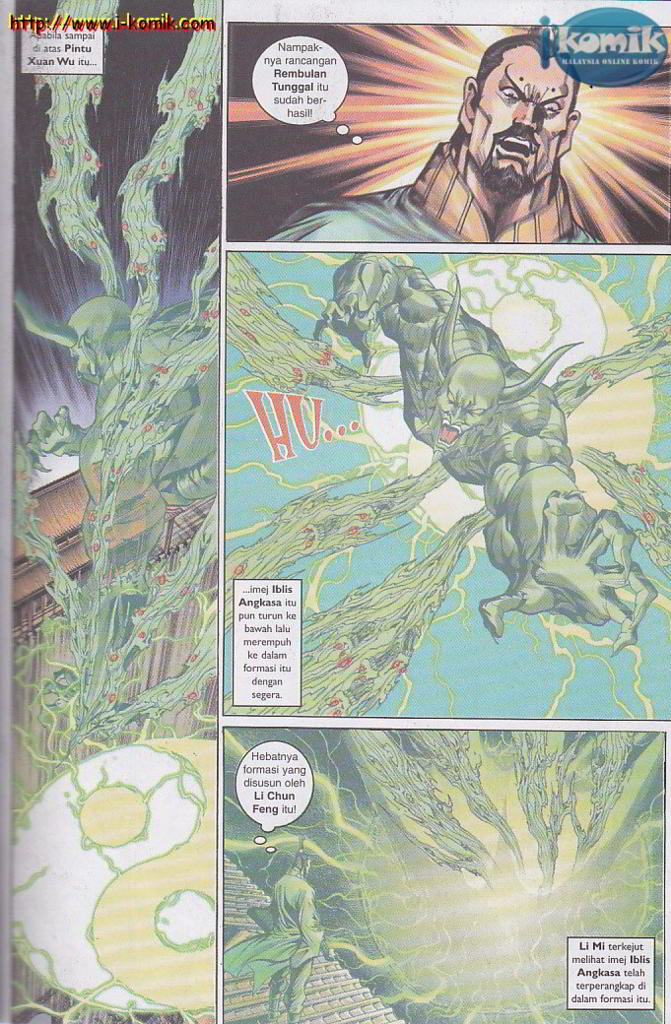 http://www.i-komik.com
Apabila sampai
di atas Pintu
Xuan Wu itu...
ikomik
MALAYSIA ONLINE KOMIK
Nampak-
nya rancangan
Rembulan
Tunggal itu
sudah ber-
hasil!
HU...
...imej Iblis
Angkasa itu
pun turun ke
bawah lalu
merempuh
ke dalam
formasi itu
dengan
segera.
Hebatnya
formasi yang
disusun oleh
Li Chun
Feng itu!
Li Mi terkejut
melihat imej Iblis
Angkasa telah
terperangkap di
dalam formasi itu.